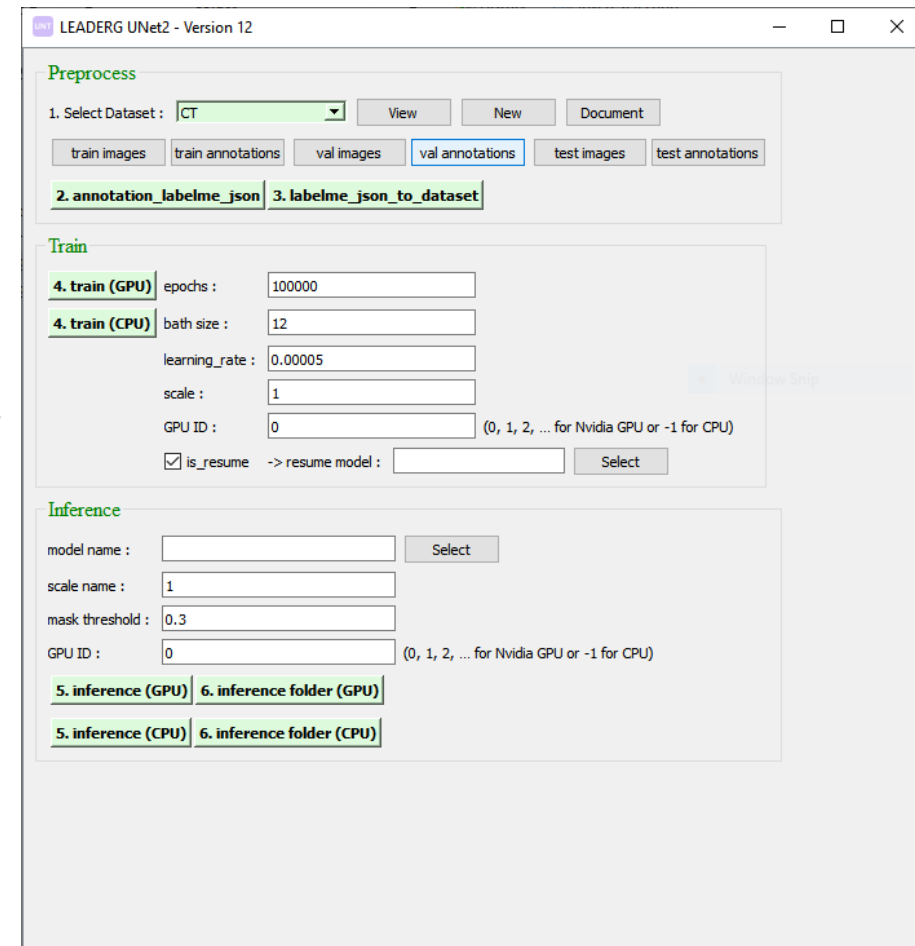 UNT LEADERG UNet2 - Version 12
Preprocess
1. Select Dataset : CT View New Document
train images train annotations val images val annotations test images test annotations
2. annotation_labelme_json 3. labelme_json_to_dataset
Train
4. train (GPU) epochs : 100000
4. train (CPU) bath size : 12
learning_rate : 0.00005
scale : 1
Window Snip
GPU ID : 0 (0, 1, 2, ... for Nvidia GPU or -1 for CPU)
is_resume -> resume model : Select
Inference
model name : Select
scale name : 1
mask threshold : 0.3
GPU ID : 0 (0, 1, 2, ... for Nvidia GPU or -1 for CPU)
5. inference (GPU) 6. inference folder (GPU)
5. inference (CPU) 6. inference folder (CPU)